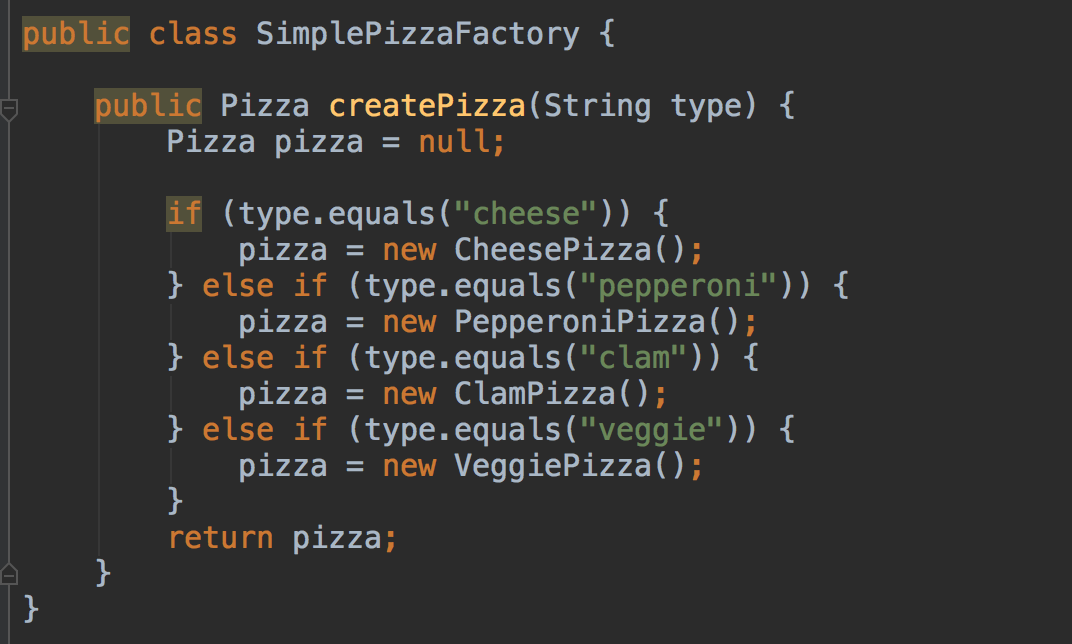 public class SimplePizzaFactory {
public Pizza createPizza(String type) {
Pizza pizza = null;
if (type.equals("cheese")) {
pizza = new CheesePizza();
} else if (type.equals("pepperoni")) {
pizza = new PepperoniPizza();
} else if (type.equals("clam")) {
pizza = new ClamPizza();
} else if (type.equals("veggie")) {
pizza = new VeggiePizza();
}
return pizza;
}
}